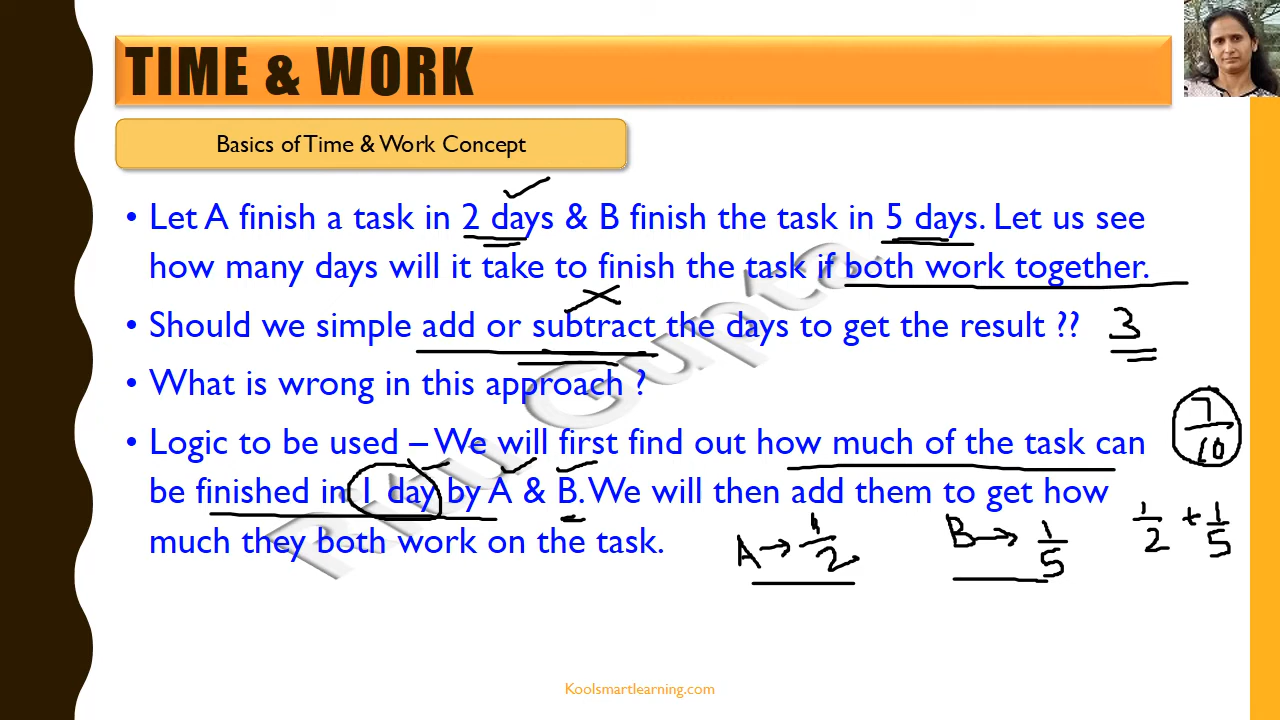 TIME & WORK
Basics of Time & Work Concept
• Let A finish a task in 2 days & B finish the task in 5 days. Let us see
how many days will it take to finish the task if both work together.
• Should we simple add or subtract the days to get the result ?? 3
• What is wrong in this approach ?
7/10
• Logic to be used – We will first find out how much of the task can
be finished in 1 day by A & B. We will then add them to get how
much they both work on the task.
A → 1/2 B → 1/5 1/2 + 1/5
Piku Gupta
Koolsmartlearning.com